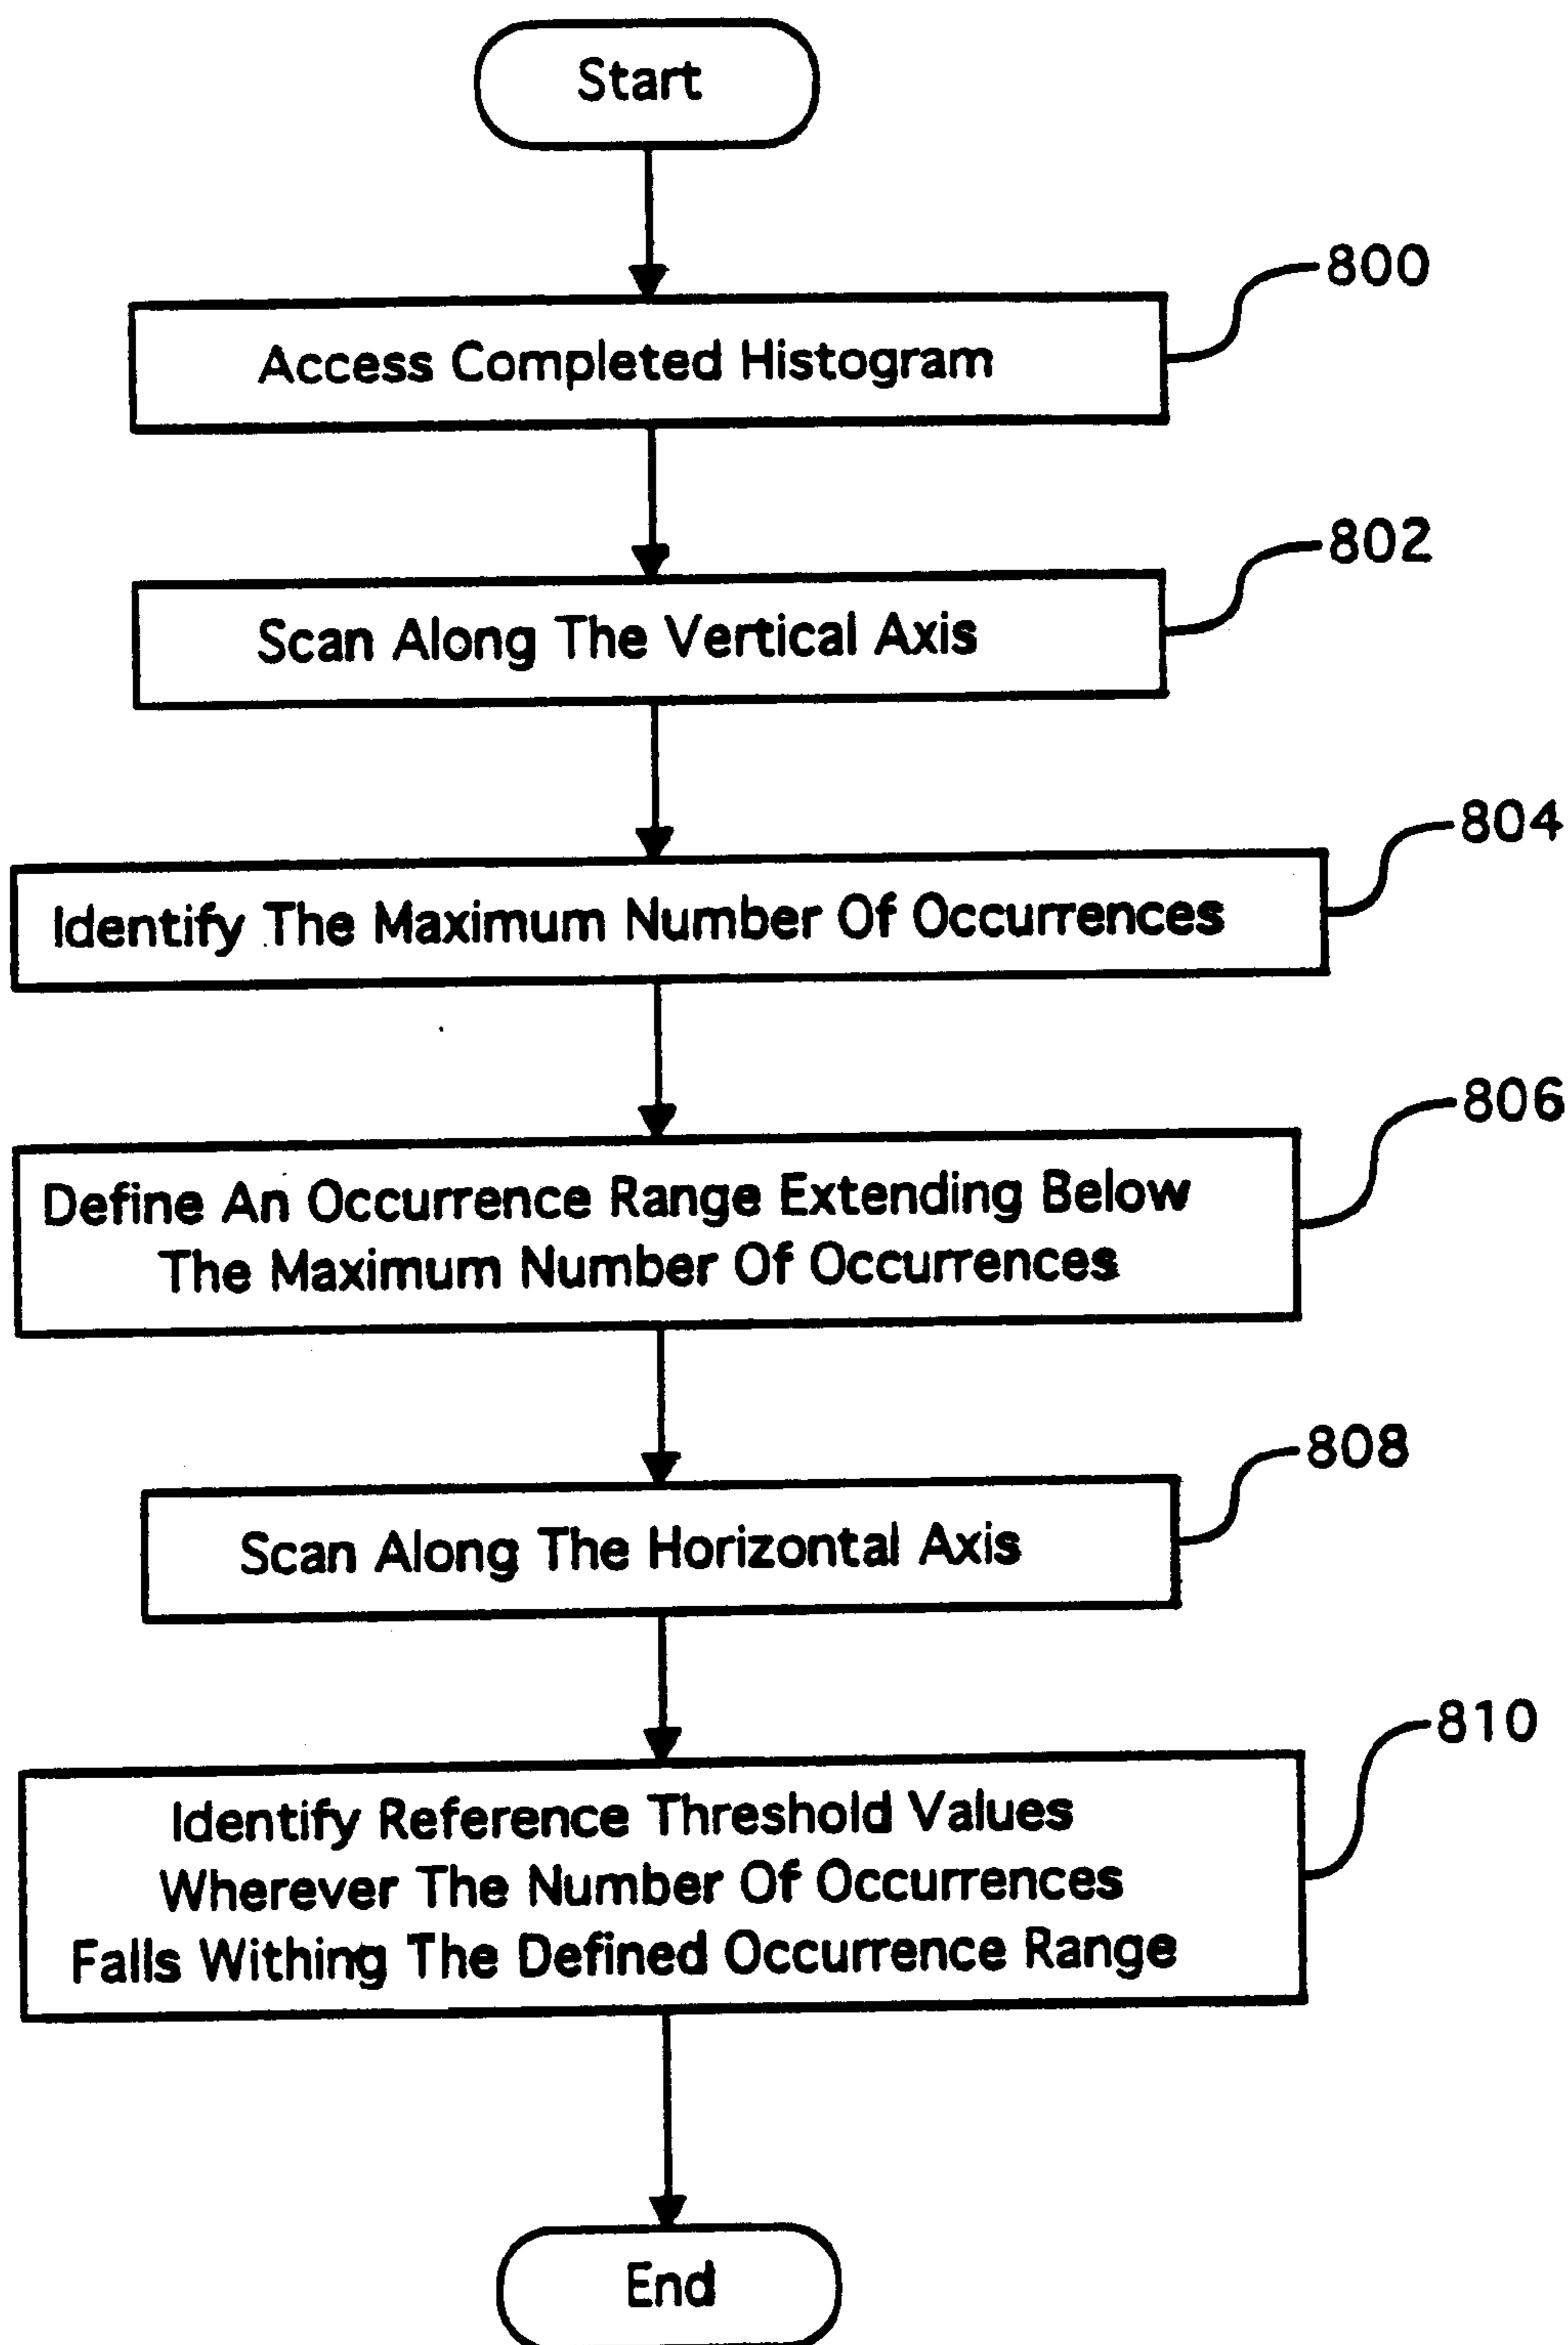 Start
800
Access Completed Histogram
802
Scan Along The Vertical Axis
804
Identify The Maximum Number Of Occurrences
806
Define An Occurrence Range Extending Below
The Maximum Number Of Occurrences
808
Scan Along The Horizontal Axis
810
Identify Reference Threshold Values
Wherever The Number Of Occurrences
Falls Withing The Defined Occurrence Range
End